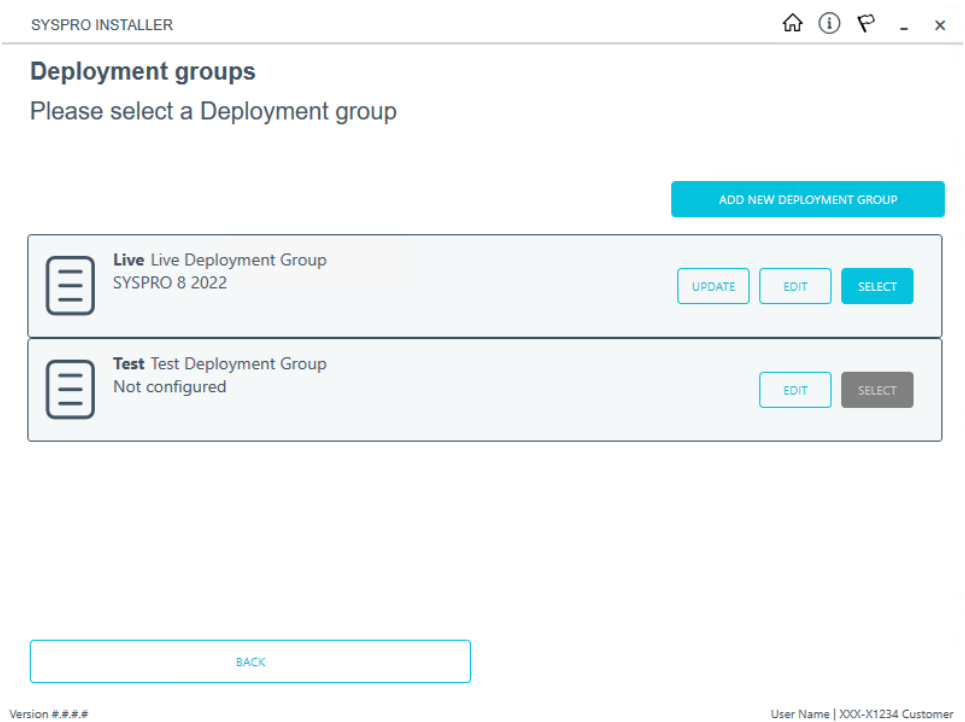 SYSPRO INSTALLER
Deployment groups
Please select a Deployment group
ADD NEW DEPLOYMENT GROUP
Live Live Deployment Group
SYSPRO 8 2022
UPDATE EDIT SELECT
Test Test Deployment Group
Not configured
EDIT SELECT
BACK
Version #.#.#.# User Name | XXX-X1234 Customer